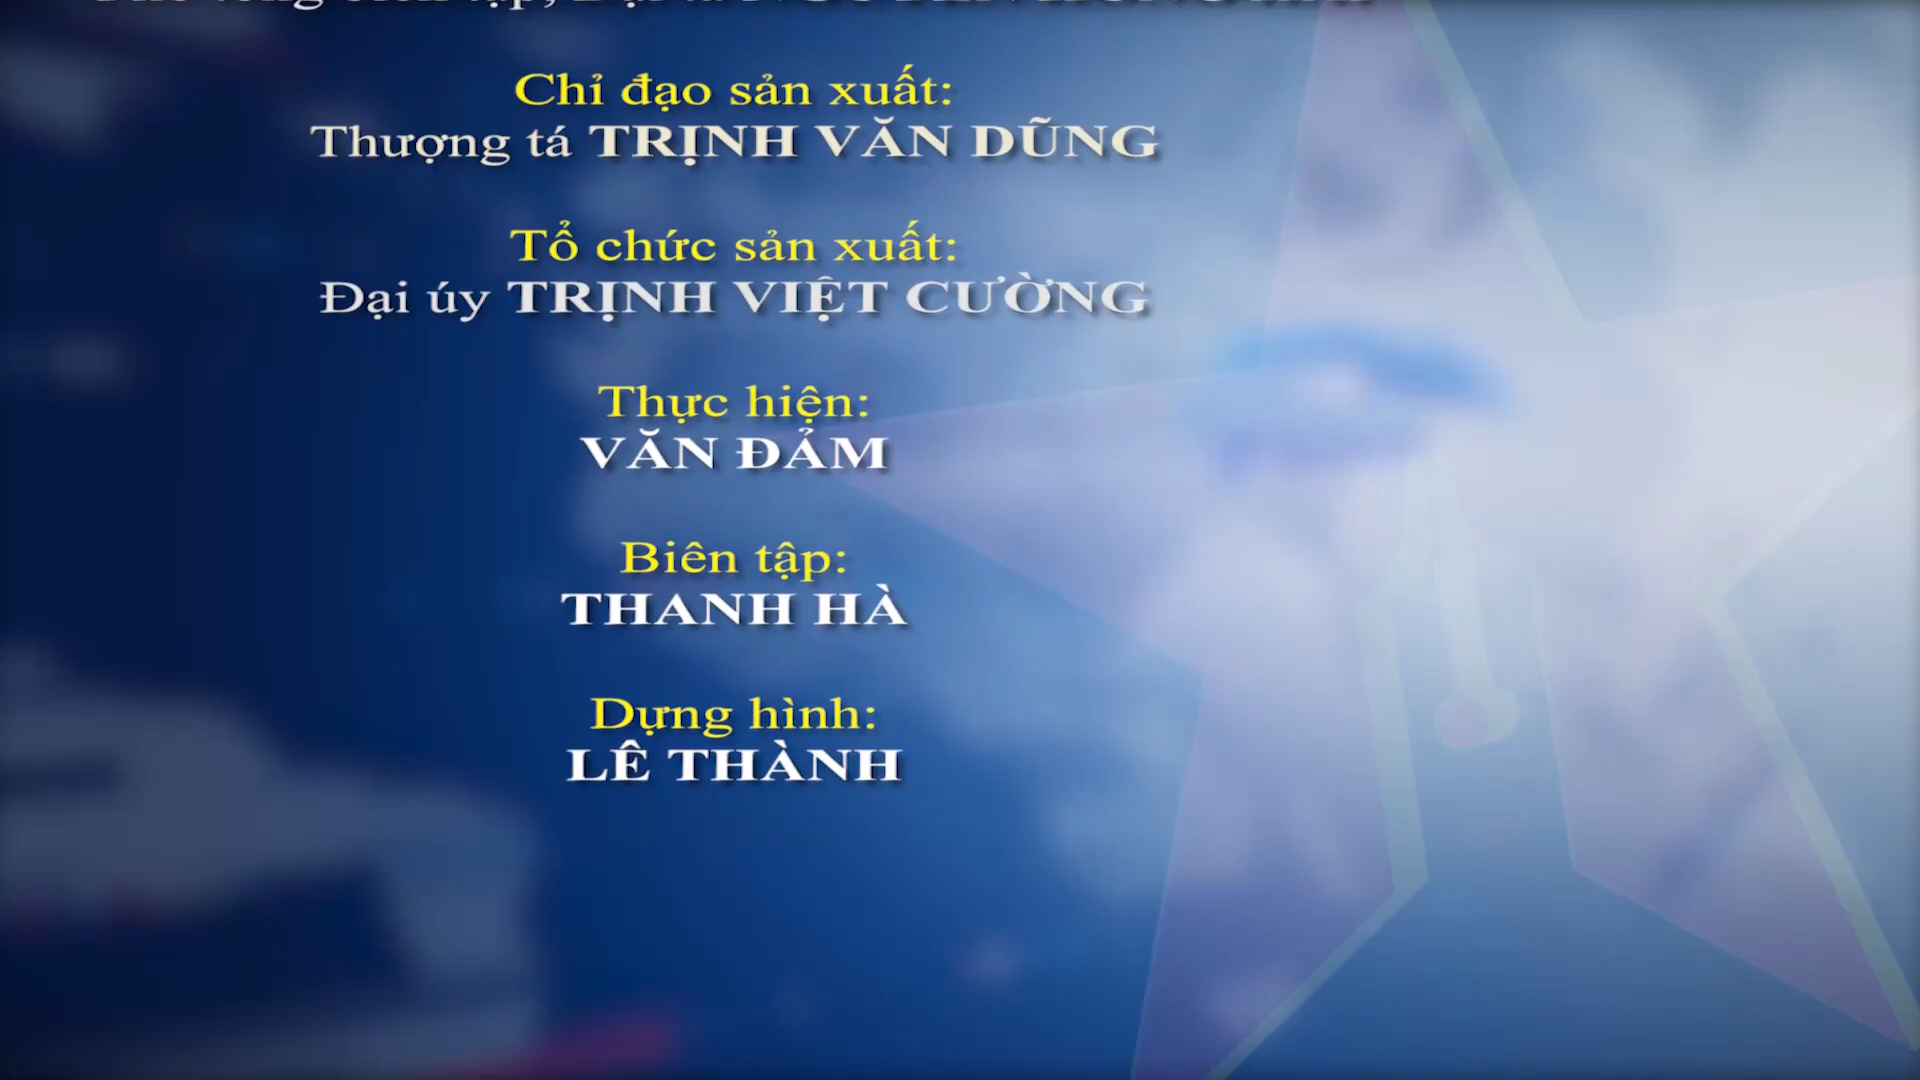 Chỉ đạo sản xuất:
Thượng tá TRỊNH VĂN DŨNG
Tổ chức sản xuất:
Đại úy TRỊNH VIỆT CƯỜNG
Thực hiện:
VĂN ĐẢM
Biên tập:
THANH HÀ
Dựng hình:
LÊ THÀNH